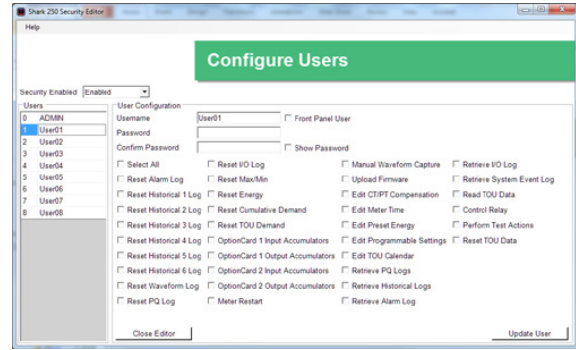 Shark 250 Security Editor
Help
Configure Users
Security Enabled Enabled
Users
0 ADMIN
1 User01
2 User02
3 User03
4 User04
5 User05
6 User06
7 User07
8 User08
User Configuration
Username User01 Front Panel User
Password
Confirm Password Show Password
Select All Reset I/O Log Manual Waveform Capture Retrieve I/O Log
Reset Alarm Log Reset Max/Min Upload Firmware Retrieve System Event Log
Reset Historical 1 Log Reset Energy Edit CT/PT Compensation Read TOU Data
Reset Historical 2 Log Reset Cumulative Demand Edit Meter Time Control Relay
Reset Historical 3 Log Reset TOU Demand Edit Preset Energy Perform Test Actions
Reset Historical 4 Log OptionCard 1 Input Accumulators Edit Programmable Settings Reset TOU Data
Reset Historical 5 Log OptionCard 1 Output Accumulators Edit TOU Calendar
Reset Historical 6 Log OptionCard 2 Input Accumulators Retrieve PQ Logs
Reset Waveform Log OptionCard 2 Output Accumulators Retrieve Historical Logs
Reset PQ Log Meter Restart Retrieve Alarm Log
Close Editor Update User